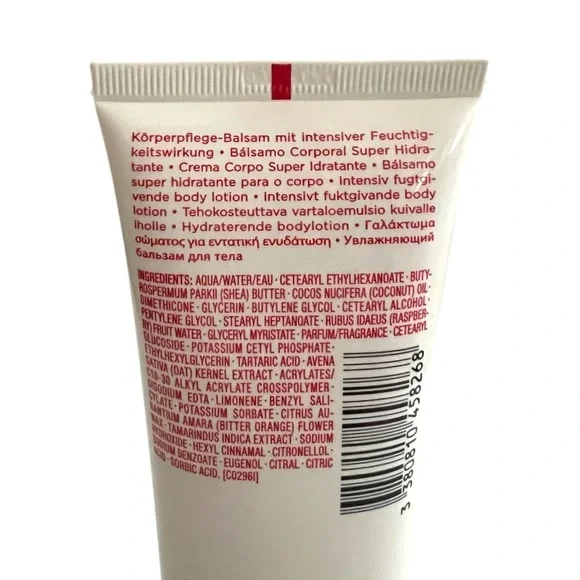 Körperpflege-Balsam mit intensiver Feuchtig-
keitswirkung • Bálsamo Corporal Super Hidra-
tante • Crema Corpo Super Idratante • Bálsamo
super hidratante para o corpo • Intensiv fugtgi-
vende body lotion • Intensivt fuktgivande body
lotion • Tehokosteuttava vartaloemulsio kuivalle
iholle • Hydraterende bodylotion • Γαλάκτωμα
σώματος για εντατική ενυδάτωση • Увлажняющий
бальзам для тела
INGREDIENTS: AQUA/WATER/EAU • CETEARYL ETHYLHEXANOATE • BUTY-
ROSPERMUM PARKII (SHEA) BUTTER • COCOS NUCIFERA (COCONUT) OIL •
DIMETHICONE • GLYCERIN • BUTYLENE GLYCOL • CETEARYL ALCOHOL •
PENTYLENE GLYCOL • STEARYL HEPTANOATE • RUBUS IDAEUS (RASPBER-
RY) FRUIT WATER • GLYCERYL MYRISTATE • PARFUM/FRAGRANCE • CETEARYL
GLUCOSIDE • POTASSIUM CETYL PHOSPHATE •
ETHYLHEXYLGLYCERIN • TARTARIC ACID • AVENA
SATIVA (OAT) KERNEL EXTRACT • ACRYLATES/
C10-30 ALKYL ACRYLATE CROSSPOLYMER •
DISODIUM EDTA • LIMONENE • BENZYL SALI-
CYLATE • POTASSIUM SORBATE • CITRUS AU-
RANTIUM AMARA (BITTER ORANGE) FLOWER
WAX • TAMARINDUS INDICA EXTRACT • SODIUM
HYDROXIDE • HEXYL CINNAMAL • CITRONELLOL •
SODIUM BENZOATE • EUGENOL • CITRAL • CITRIC
ACID • SORBIC ACID. [C0296I]
3 380810 458268